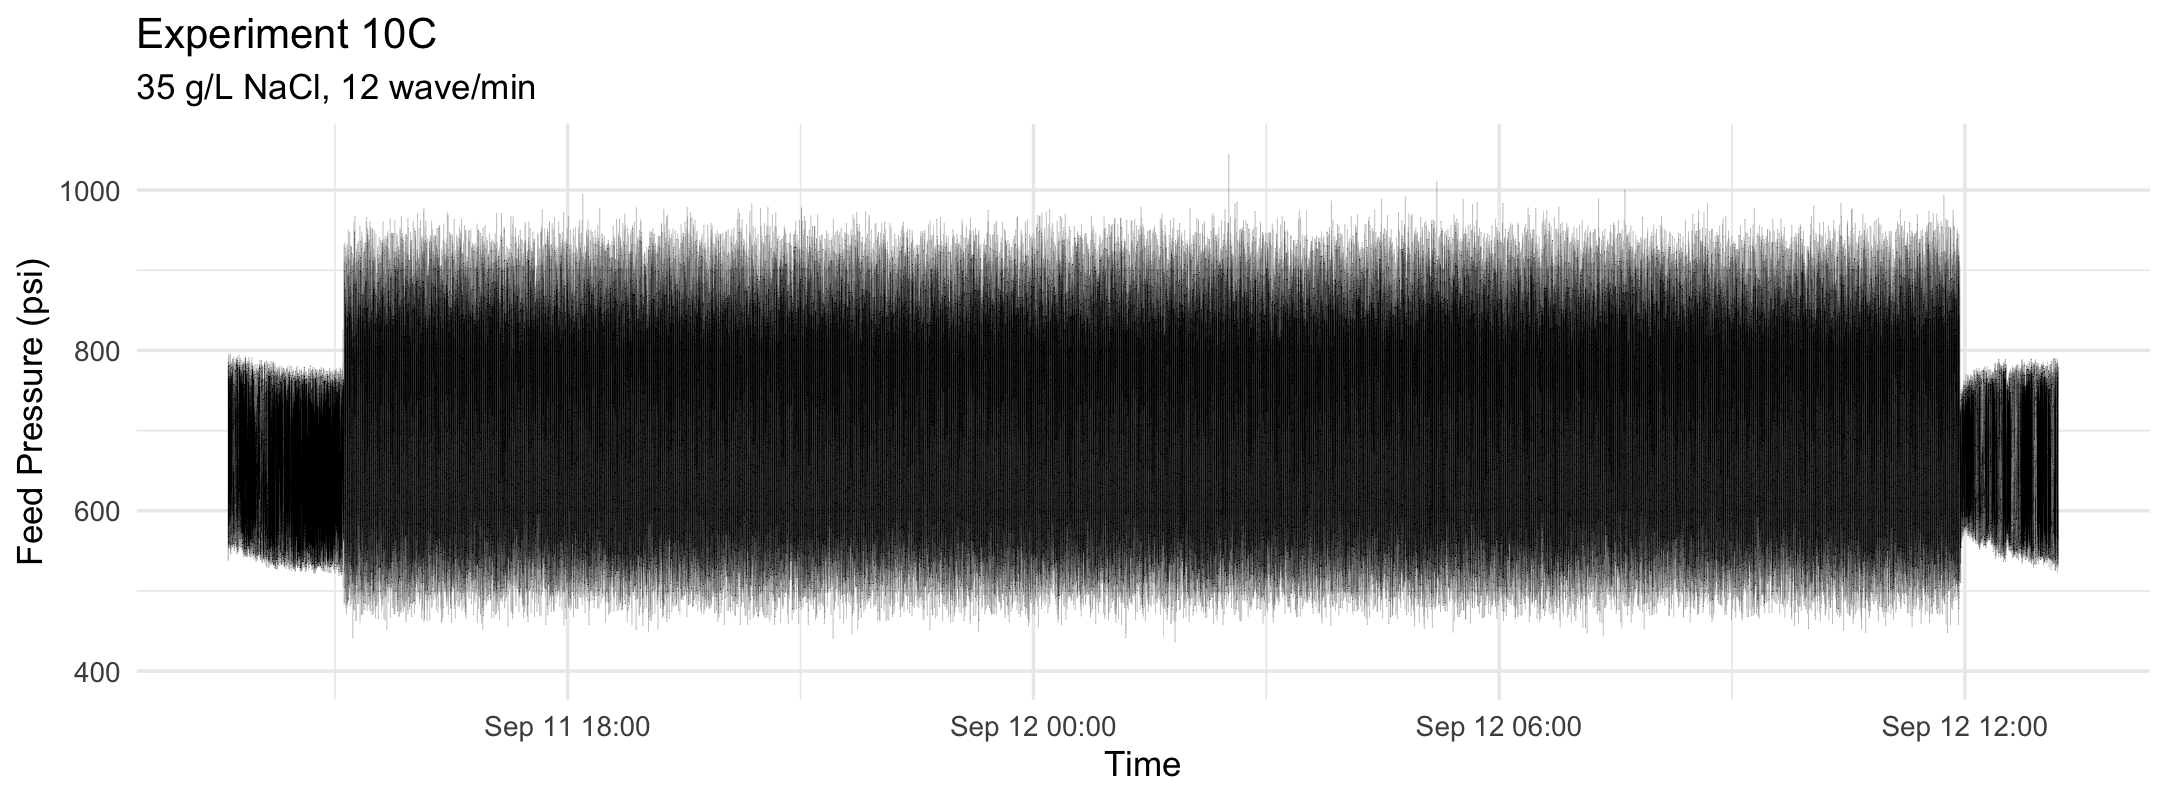 Experiment 10C
35 g/L NaCl, 12 wave/min
Feed Pressure (psi)
1000
800
600
400
Sep 11 18:00
Sep 12 00:00
Sep 12 06:00
Sep 12 12:00
Time